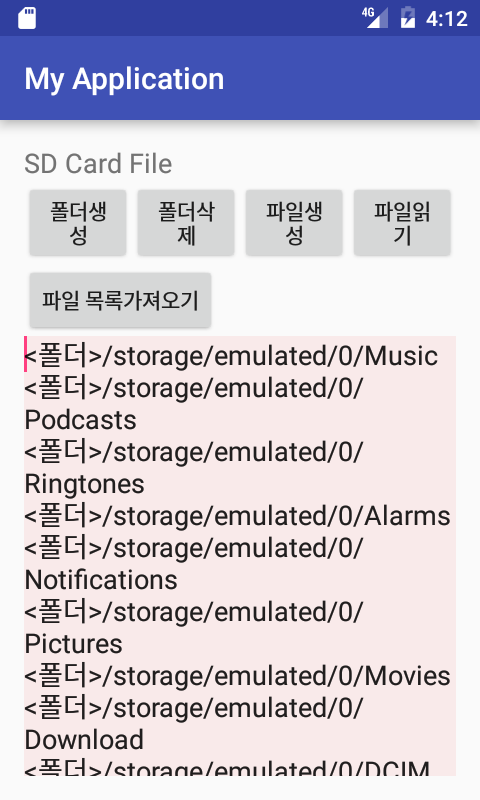 4G 4:12
My Application
SD Card File
폴더생성 폴더삭제 파일생성 파일읽기
파일 목록가져오기
<폴더>/storage/emulated/0/Music
<폴더>/storage/emulated/0/
Podcasts
<폴더>/storage/emulated/0/
Ringtones
<폴더>/storage/emulated/0/Alarms
<폴더>/storage/emulated/0/
Notifications
<폴더>/storage/emulated/0/
Pictures
<폴더>/storage/emulated/0/Movies
<폴더>/storage/emulated/0/
Download
<폴더>/storage/emulated/0/DCIM